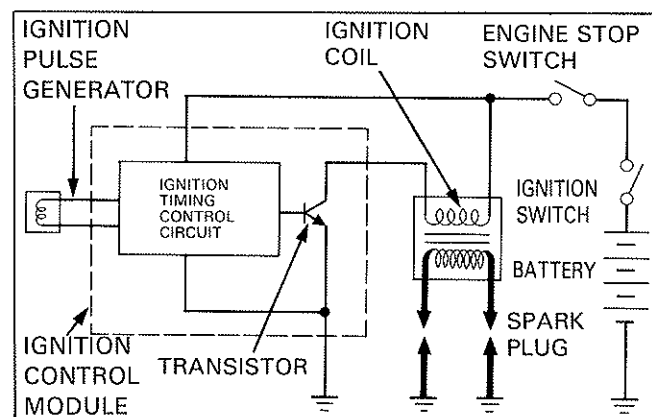 IGNITION
PULSE
GENERATOR
IGNITION
COIL
ENGINE STOP
SWITCH
IGNITION
TIMING
CONTROL
CIRCUIT
IGNITION
SWITCH
BATTERY
SPARK
PLUG
TRANSISTOR
IGNITION
CONTROL
MODULE